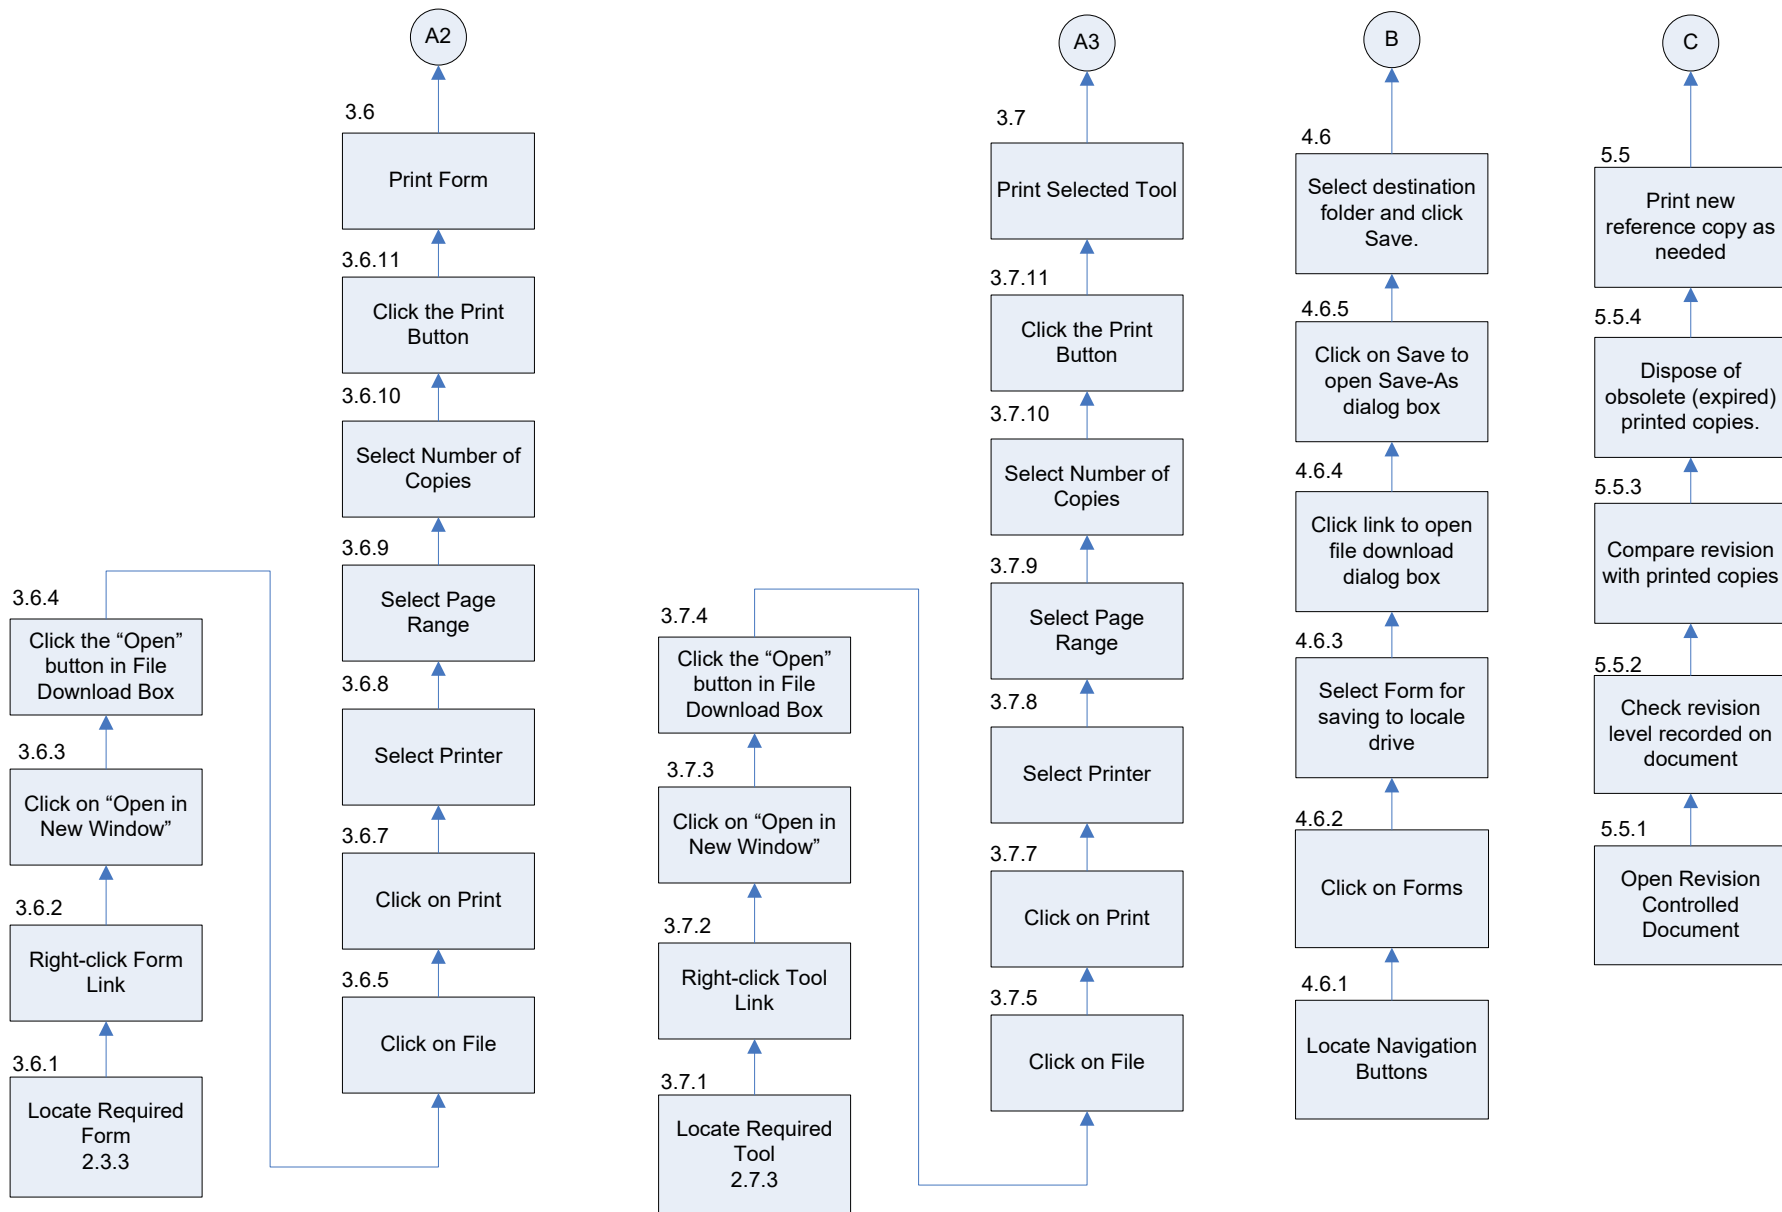 A2
3.6
Print Form
3.6.11
Click the Print
Button
3.6.10
Select Number of
Copies
3.6.9
Select Page
Range
3.6.8
Select Printer
3.6.7
Click on Print
3.6.5
Click on File
3.6.4
Click the “Open”
button in File
Download Box
3.6.3
Click on “Open in
New Window”
3.6.2
Right-click Form
Link
3.6.1
Locate Required
Form
2.3.3
A3
3.7
Print Selected Tool
3.7.11
Click the Print
Button
3.7.10
Select Number of
Copies
3.7.9
Select Page
Range
3.7.8
Select Printer
3.7.7
Click on Print
3.7.5
Click on File
3.7.4
Click the “Open”
button in File
Download Box
3.7.3
Click on “Open in
New Window”
3.7.2
Right-click Tool
Link
3.7.1
Locate Required
Tool
2.7.3
B
4.6
Select destination
folder and click
Save.
4.6.5
Click on Save to
open Save-As
dialog box
4.6.4
Click link to open
file download
dialog box
4.6.3
Select Form for
saving to locale
drive
4.6.2
Click on Forms
4.6.1
Locate Navigation
Buttons
C
5.5
Print new
reference copy as
needed
5.5.4
Dispose of
obsolete (expired)
printed copies.
5.5.3
Compare revision
with printed copies
5.5.2
Check revision
level recorded on
document
5.5.1
Open Revision
Controlled
Document